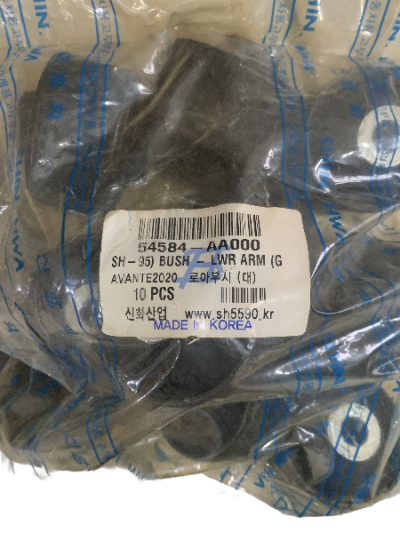 54584-AA000
SH-95) BUSH - LWR ARM (G
AVANTE2020 로아부시 (대)
10 PCS
신화산업 www.sh5590.kr
MADE IN KOREA